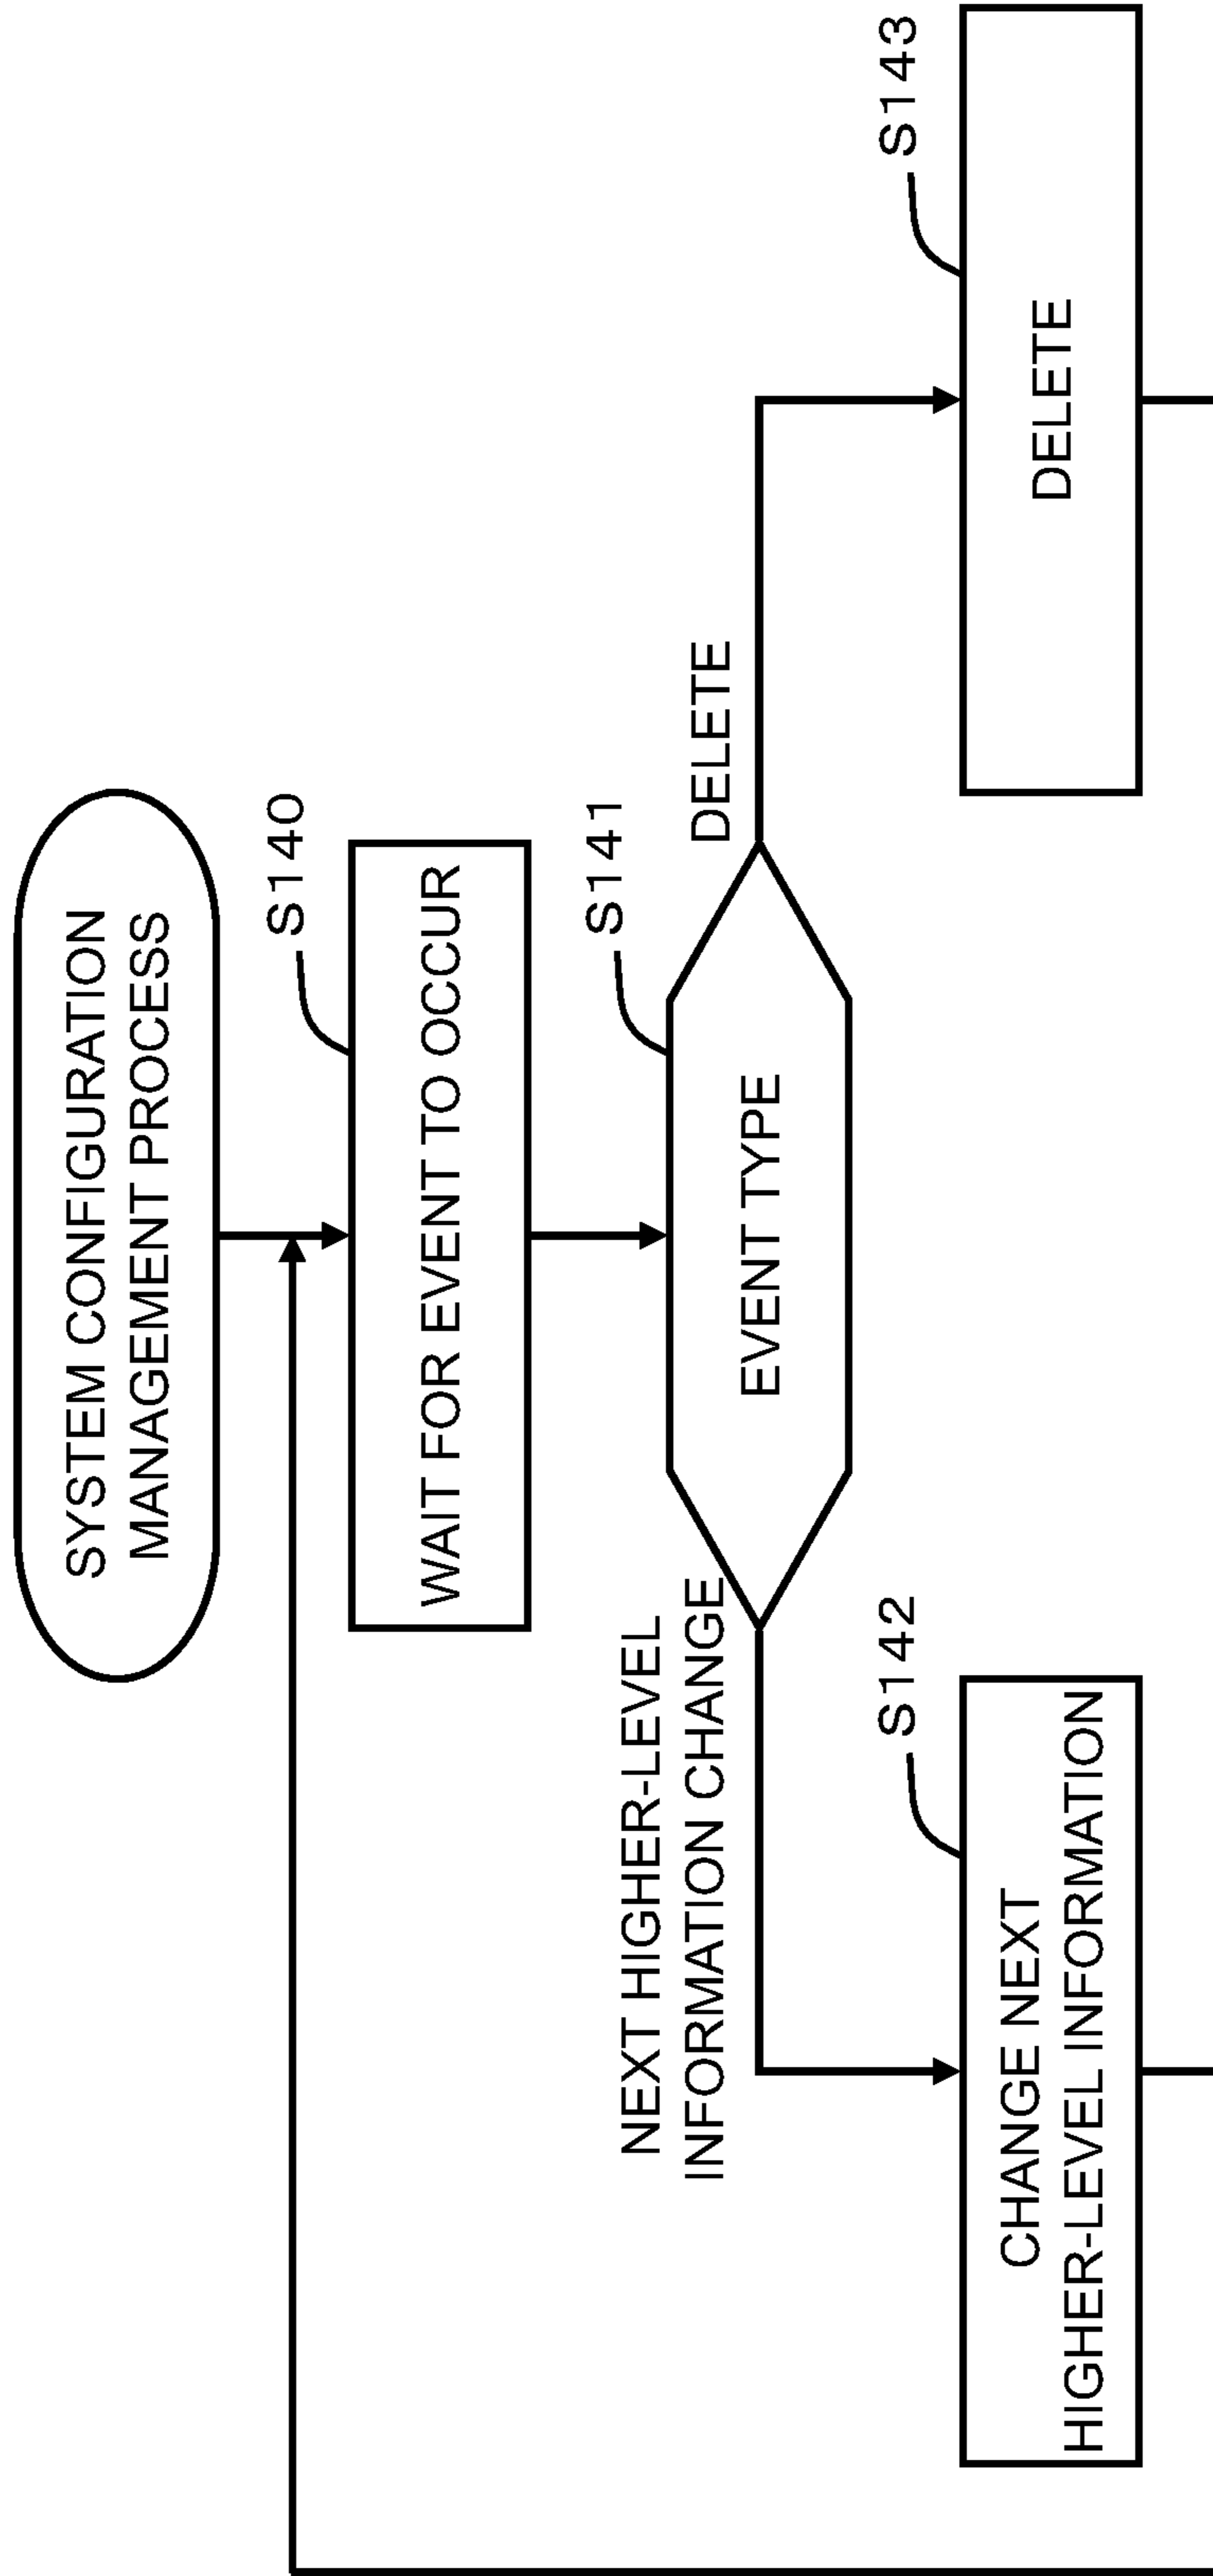 SYSTEM CONFIGURATION
MANAGEMENT PROCESS
S140
WAIT FOR EVENT TO OCCUR
S141
EVENT TYPE
NEXT HIGHER-LEVEL
INFORMATION CHANGE
DELETE
S142
CHANGE NEXT
HIGHER-LEVEL INFORMATION
S143
DELETE